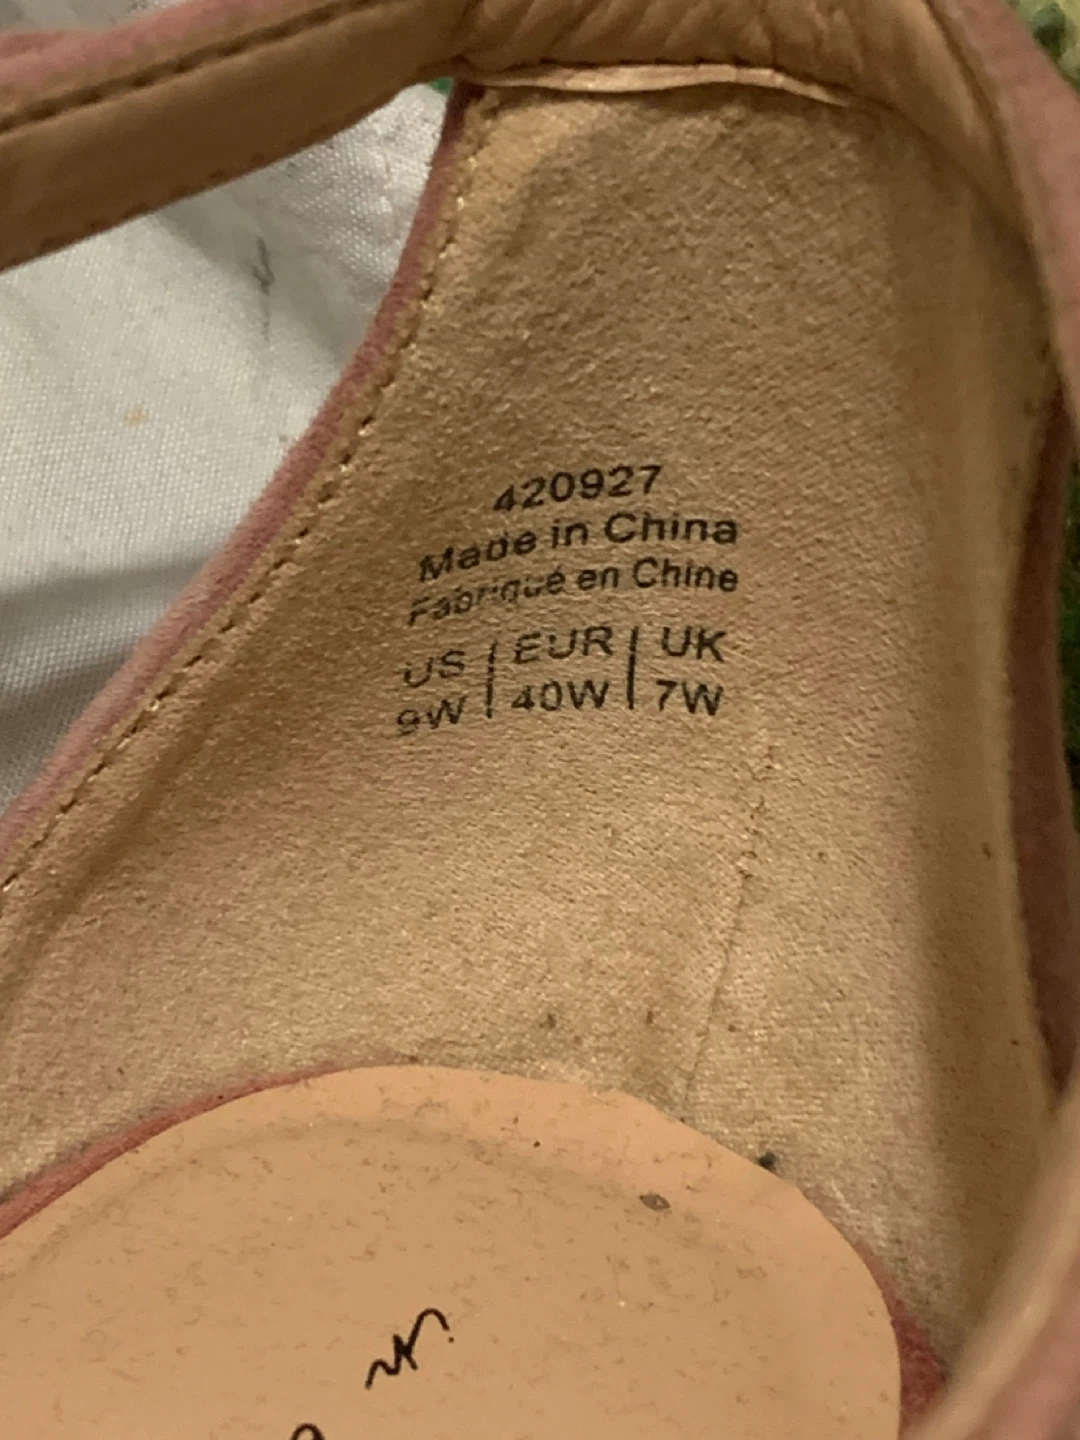 420927
Made in China
Fabriqué en Chine
US | EUR | UK
9W | 40W | 7W